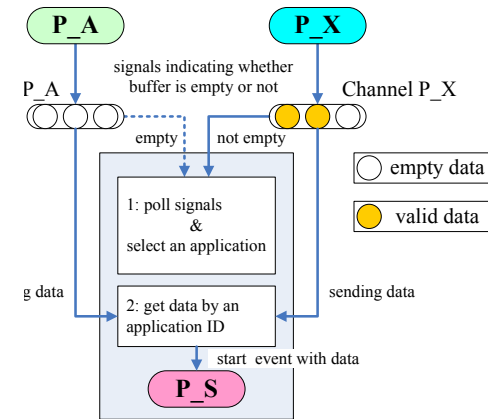 P_A
P_X
signals indicating whether
buffer is empty or not
P_A
Channel P_X
empty
not empty
empty data
valid data
1: poll signals
&
select an application
g data
sending data
2: get data by an
application ID
start event with data
P_S